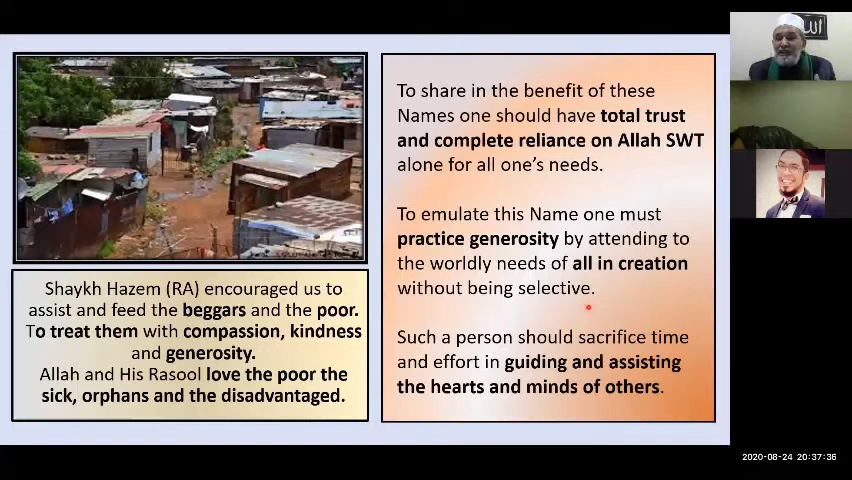 Shaykh Hazem (RA) encouraged us to
assist and feed the beggars and the poor.
To treat them with compassion, kindness
and generosity.
Allah and His Rasool love the poor the
sick, orphans and the disadvantaged.
To share in the benefit of these
Names one should have total trust
and complete reliance on Allah SWT
alone for all one's needs.
To emulate this Name one must
practice generosity by attending to
the worldly needs of all in creation
without being selective.
Such a person should sacrifice time
and effort in guiding and assisting
the hearts and minds of others.
الله
2020-08-24 20:37:36